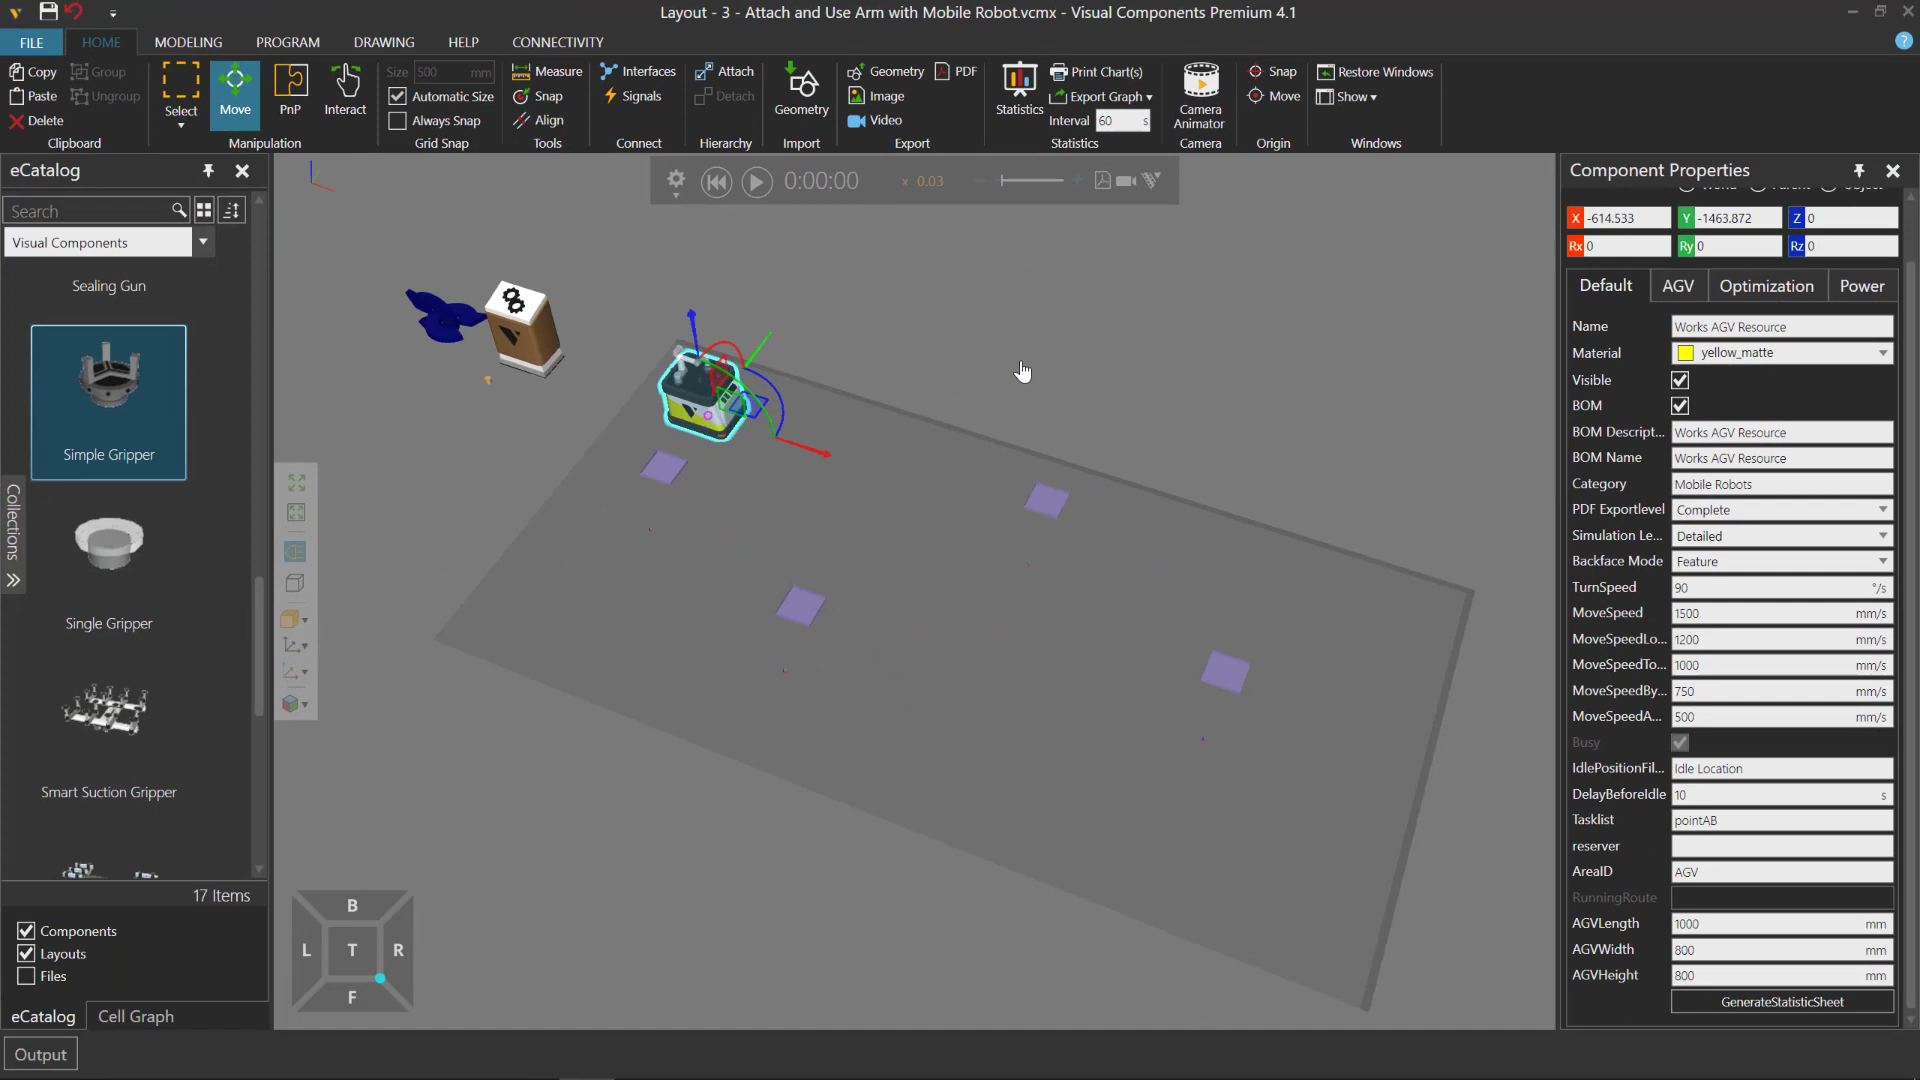 Layout - 3 - Attach and Use Arm with Mobile Robot.vcmx - Visual Components Premium 4.1
FILE
HOME
MODELING
PROGRAM
DRAWING
HELP
CONNECTIVITY
?
Copy
Paste
Delete
Group
Ungroup
Clipboard
Select
Move
PnP
Interact
Manipulation
Size 500 mm
Automatic Size
Always Snap
Grid Snap
Measure
Snap
Align
Tools
Interfaces
Signals
Connect
Attach
Detach
Hierarchy
Geometry
Import
Geometry
PDF
Image
Video
Export
Statistics
Print Chart(s)
Export Graph
Interval 60 s
Statistics
Camera Animator
Camera
Snap
Move
Origin
Restore Windows
Show
Windows
eCatalog
Search
Visual Components
Sealing Gun
Simple Gripper
Single Gripper
Smart Suction Gripper
Collections
17 Items
Components
Layouts
Files
eCatalog
Cell Graph
Output
0:00:00
x 0.03
B
L T R
F
Component Properties
X -614.533 Y -1463.872 Z 0
Rx 0 Ry 0 Rz 0
Default AGV Optimization Power
Name Works AGV Resource
Material yellow_matte
Visible
BOM
BOM Descript... Works AGV Resource
BOM Name Works AGV Resource
Category Mobile Robots
PDF Exportlevel Complete
Simulation Le... Detailed
Backface Mode Feature
TurnSpeed 90 °/s
MoveSpeed 1500 mm/s
MoveSpeedLo... 1200 mm/s
MoveSpeedTo... 1000 mm/s
MoveSpeedBy... 750 mm/s
MoveSpeedA... 500 mm/s
Busy
IdlePositionFil... Idle Location
DelayBeforeIdle 10 s
Tasklist pointAB
reserver
AreaID AGV
RunningRoute
AGVLength 1000 mm
AGVWidth 800 mm
AGVHeight 800 mm
GenerateStatisticSheet